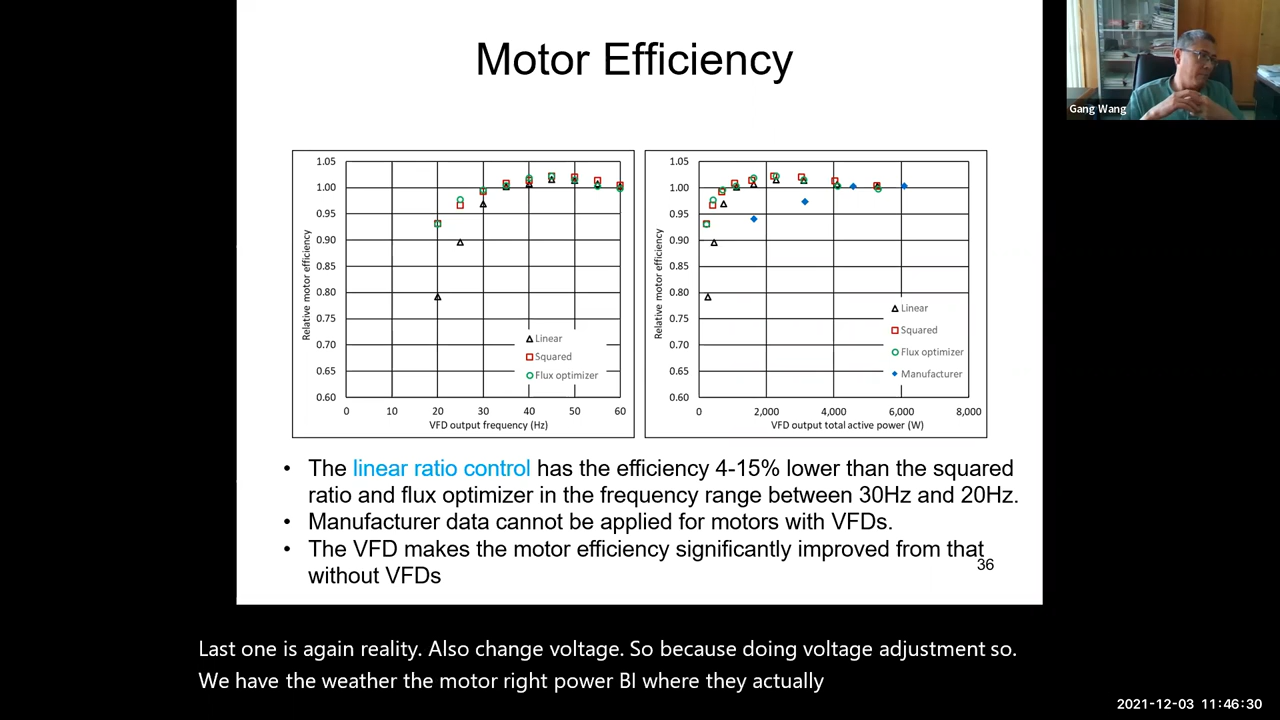 Motor Efficiency
Gang Wang
1.05
1.00
0.95
0.90
0.85
0.80
0.75
0.70
0.65
0.60
Relative motor efficiency
0 10 20 30 40 50 60
VFD output frequency (Hz)
Linear
Squared
Flux optimizer
1.05
1.00
0.95
0.90
0.85
0.80
0.75
0.70
0.65
0.60
Relative motor efficiency
0 2,000 4,000 6,000 8,000
VFD output total active power (W)
Linear
Squared
Flux optimizer
Manufacturer
• The linear ratio control has the efficiency 4-15% lower than the squared
ratio and flux optimizer in the frequency range between 30Hz and 20Hz.
• Manufacturer data cannot be applied for motors with VFDs.
• The VFD makes the motor efficiency significantly improved from that
without VFDs
36
Last one is again reality. Also change voltage. So because doing voltage adjustment so.
We have the weather the motor right power BI where they actually
2021-12-03 11:46:30